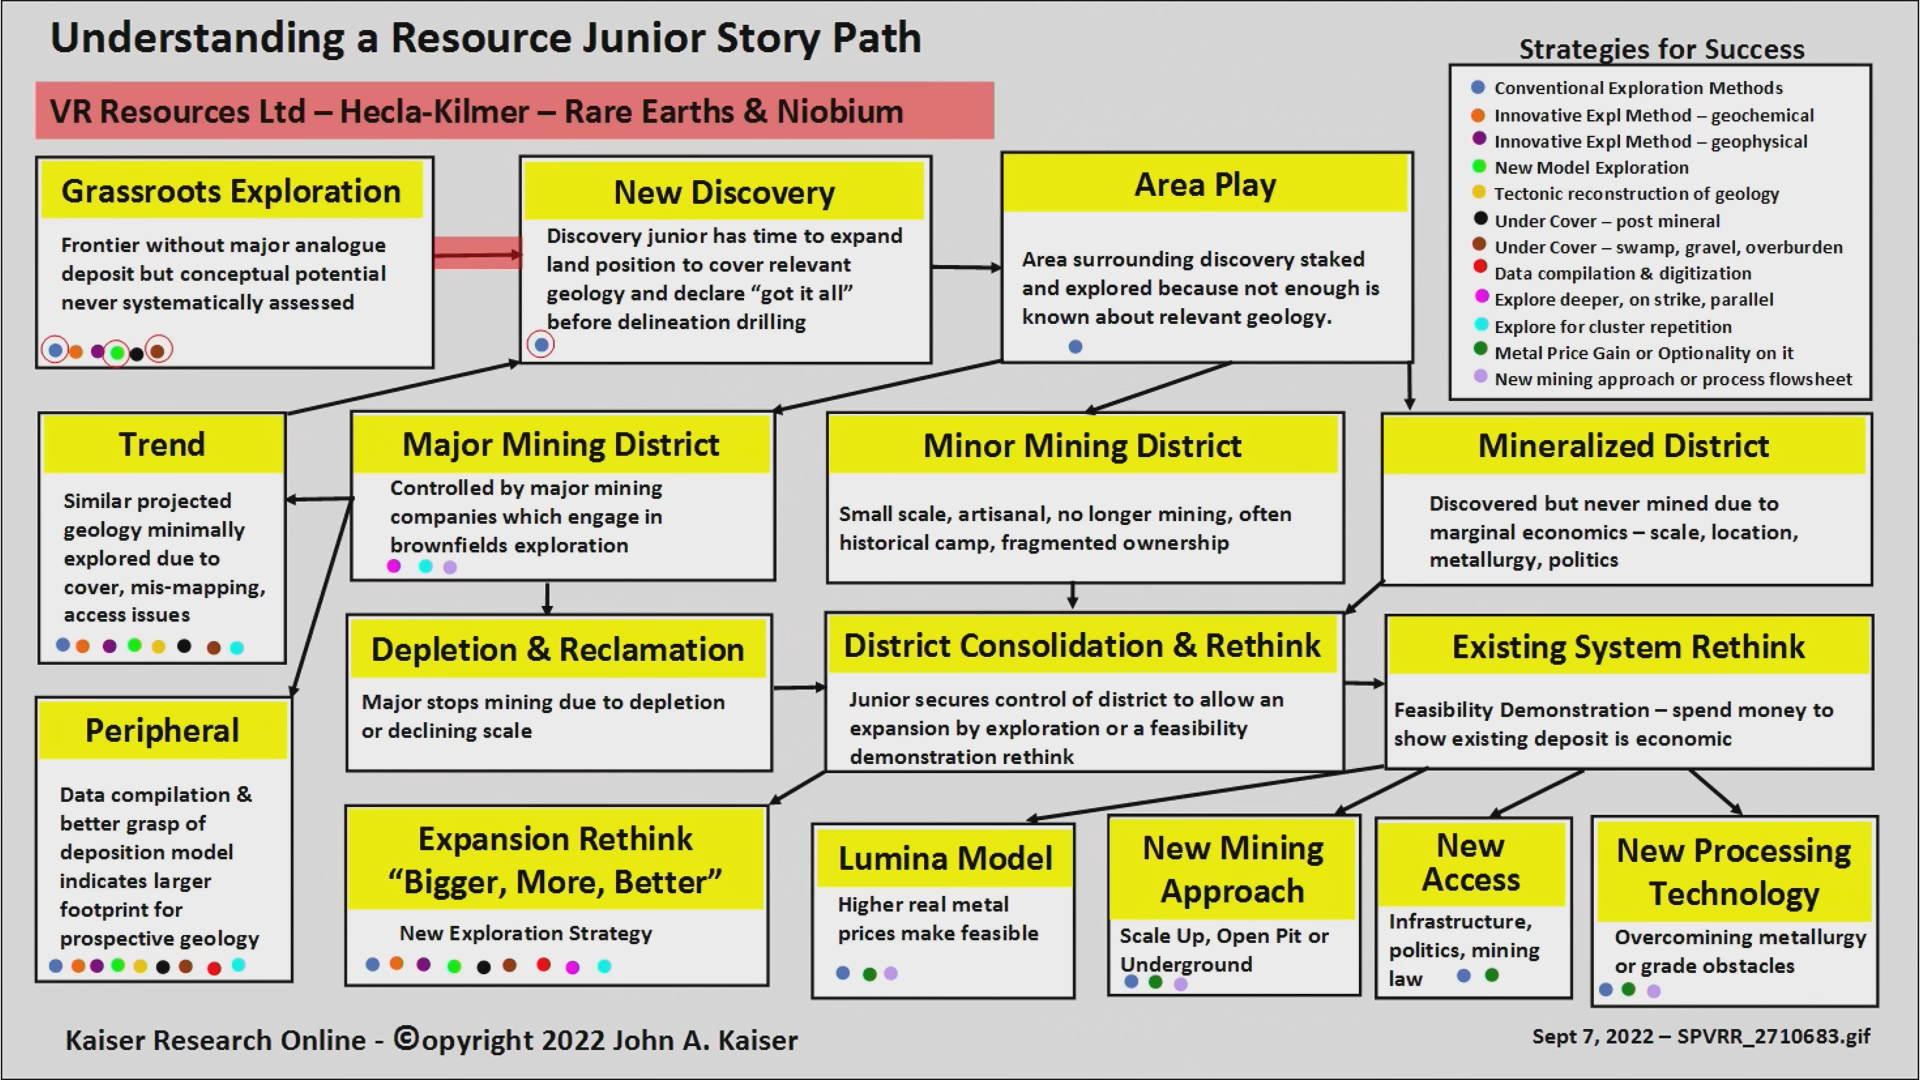 Understanding a Resource Junior Story Path
VR Resources Ltd – Hecla-Kilmer – Rare Earths & Niobium
Strategies for Success
Conventional Exploration Methods
Innovative Expl Method – geochemical
Innovative Expl Method – geophysical
New Model Exploration
Tectonic reconstruction of geology
Under Cover – post mineral
Under Cover – swamp, gravel, overburden
Data compilation & digitization
Explore deeper, on strike, parallel
Explore for cluster repetition
Metal Price Gain or Optionality on it
New mining approach or process flowsheet
Grassroots Exploration
Frontier without major analogue
deposit but conceptual potential
never systematically assessed
New Discovery
Discovery junior has time to expand
land position to cover relevant
geology and declare “got it all”
before delineation drilling
Area Play
Area surrounding discovery staked
and explored because not enough is
known about relevant geology.
Trend
Similar projected
geology minimally
explored due to
cover, mis-mapping,
access issues
Major Mining District
Controlled by major mining
companies which engage in
brownfields exploration
Minor Mining District
Small scale, artisanal, no longer mining, often
historical camp, fragmented ownership
Mineralized District
Discovered but never mined due to
marginal economics – scale, location,
metallurgy, politics
Depletion & Reclamation
Major stops mining due to depletion
or declining scale
District Consolidation & Rethink
Junior secures control of district to allow an
expansion by exploration or a feasibility
demonstration rethink
Existing System Rethink
Feasibility Demonstration – spend money to
show existing deposit is economic
Peripheral
Data compilation &
better grasp of
deposition model
indicates larger
footprint for
prospective geology
Expansion Rethink
“Bigger, More, Better”
New Exploration Strategy
Lumina Model
Higher real metal
prices make feasible
New Mining
Approach
Scale Up, Open Pit or
Underground
New
Access
Infrastructure,
politics, mining
law
New Processing
Technology
Overcomining metallurgy
or grade obstacles
Kaiser Research Online - ©opyright 2022 John A. Kaiser
Sept 7, 2022 – SPVRR_2710683.gif